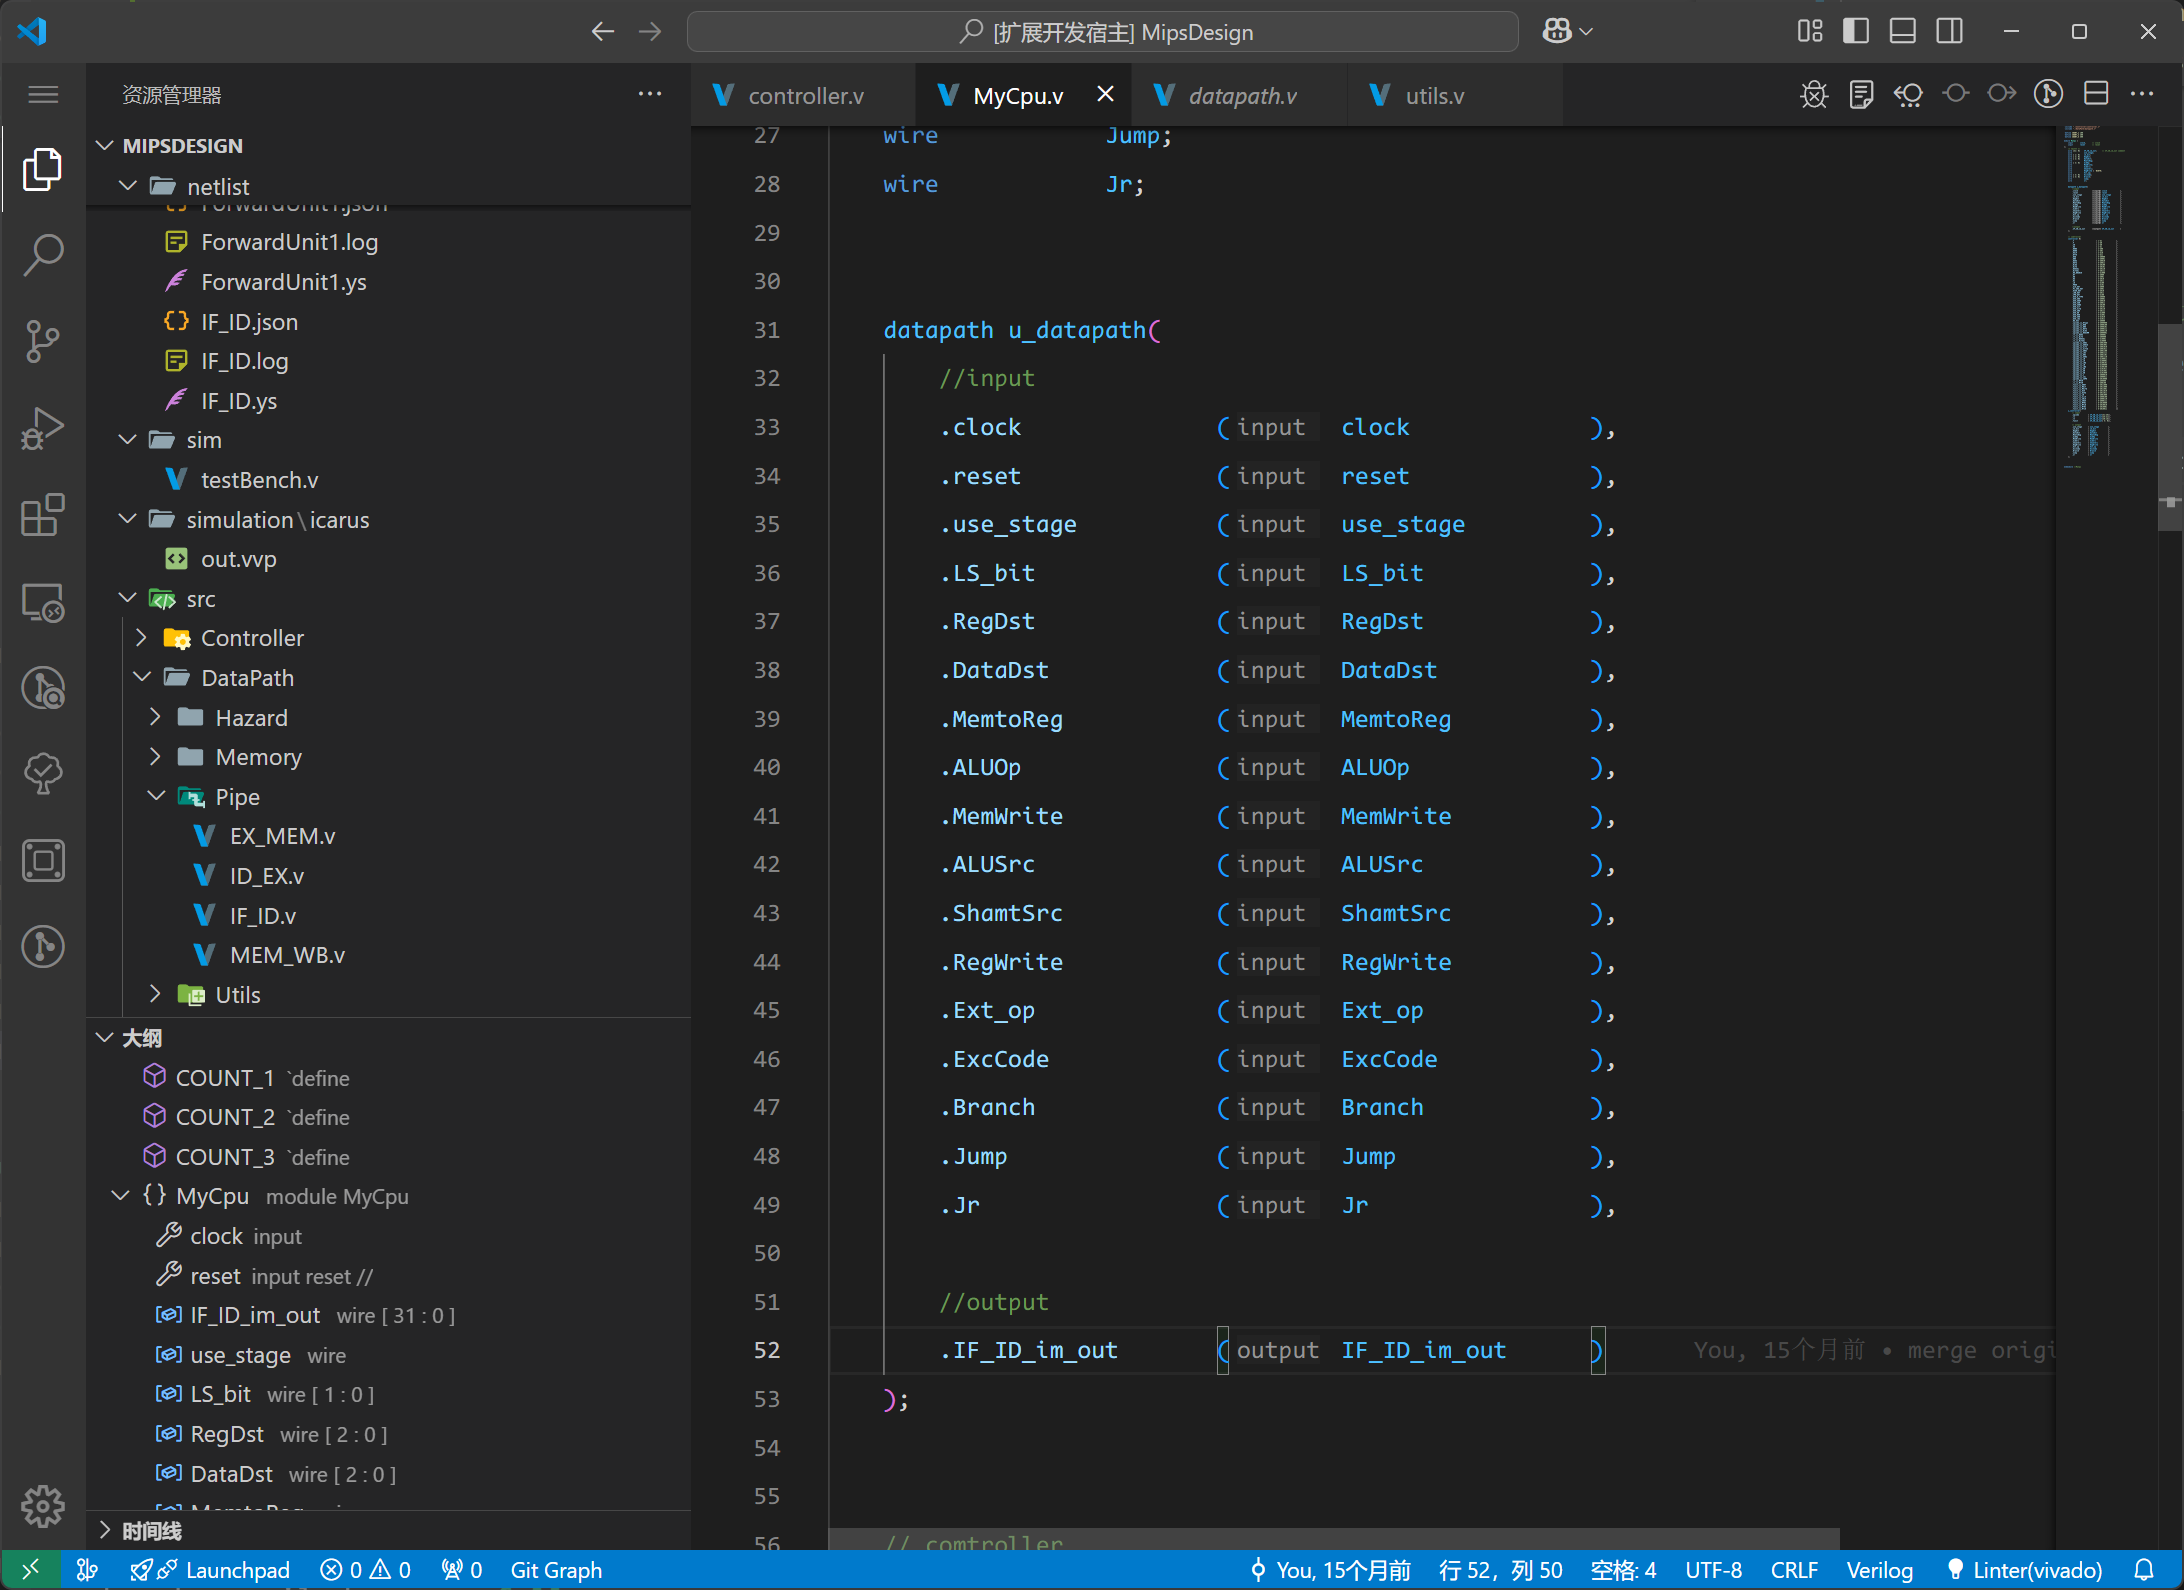 [扩展开发宿主] MipsDesign
资源管理器
controller.v
MyCpu.v
datapath.v
utils.v
MIPSDESIGN
netlist
ForwardUnit1.json
ForwardUnit1.log
ForwardUnit1.ys
IF_ID.json
IF_ID.log
IF_ID.ys
sim
testBench.v
simulation\icarus
out.vvp
src
Controller
DataPath
Hazard
Memory
Pipe
EX_MEM.v
ID_EX.v
IF_ID.v
MEM_WB.v
Utils
大纲
COUNT_1 `define
COUNT_2 `define
COUNT_3 `define
MyCpu module MyCpu
clock input
reset input reset //
IF_ID_im_out wire [ 31 : 0 ]
use_stage wire
LS_bit wire [ 1 : 0 ]
RegDst wire [ 2 : 0 ]
DataDst wire [ 2 : 0 ]
时间线
27 wire Jump;
28 wire Jr;
29
30
31 datapath u_datapath(
32 //input
33 .clock (input clock ),
34 .reset (input reset ),
35 .use_stage (input use_stage ),
36 .LS_bit (input LS_bit ),
37 .RegDst (input RegDst ),
38 .DataDst (input DataDst ),
39 .MemtoReg (input MemtoReg ),
40 .ALUOp (input ALUOp ),
41 .MemWrite (input MemWrite ),
42 .ALUSrc (input ALUSrc ),
43 .ShamtSrc (input ShamtSrc ),
44 .RegWrite (input RegWrite ),
45 .Ext_op (input Ext_op ),
46 .ExcCode (input ExcCode ),
47 .Branch (input Branch ),
48 .Jump (input Jump ),
49 .Jr (input Jr ),
50
51 //output
52 .IF_ID_im_out (output IF_ID_im_out ) You, 15个月前 • merge origi
53 );
54
55
56 // comtroller
Launchpad 0 0 0 Git Graph You, 15个月前 行 52，列 50 空格: 4 UTF-8 CRLF Verilog Linter(vivado)